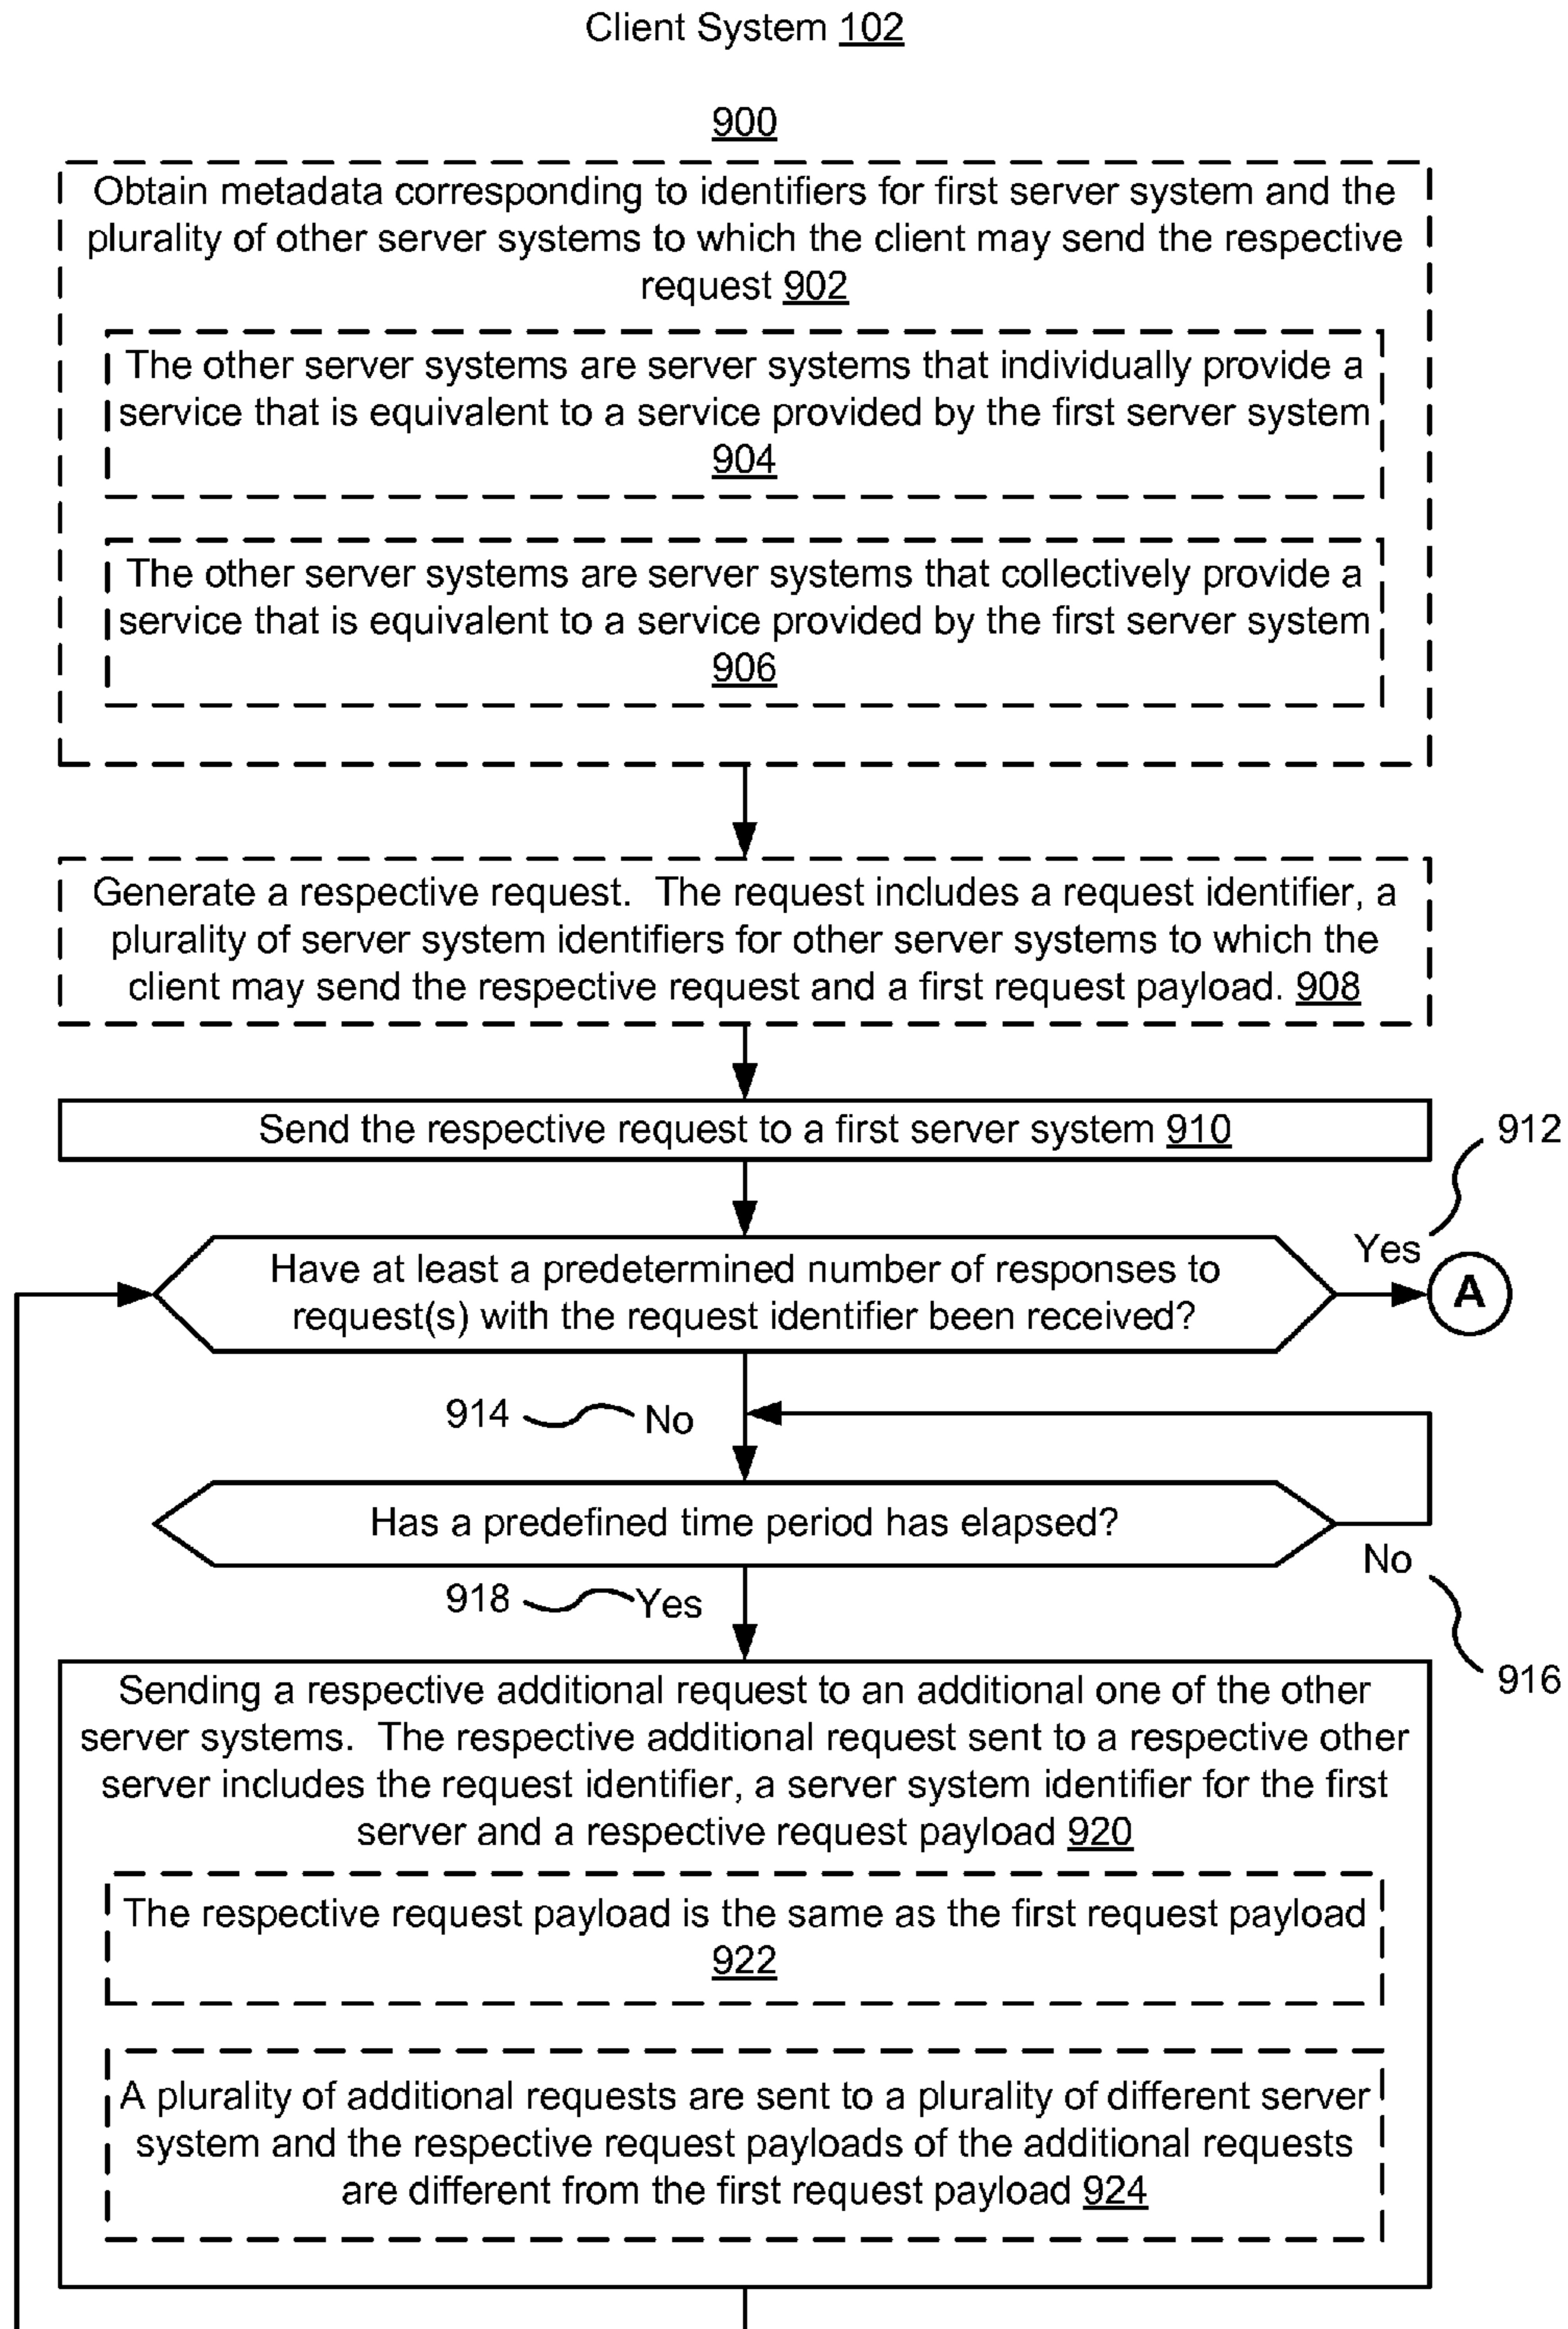 Client System 102
900
Obtain metadata corresponding to identifiers for first server system and the
plurality of other server systems to which the client may send the respective
request 902
The other server systems are server systems that individually provide a
service that is equivalent to a service provided by the first server system
904
The other server systems are server systems that collectively provide a
service that is equivalent to a service provided by the first server system
906
Generate a respective request.  The request includes a request identifier, a
plurality of server system identifiers for other server systems to which the
client may send the respective request and a first request payload. 908
Send the respective request to a first server system 910
912
Yes
Have at least a predetermined number of responses to
request(s) with the request identifier been received?
A
914
No
Has a predefined time period has elapsed?
No
916
918
Yes
Sending a respective additional request to an additional one of the other
server systems.  The respective additional request sent to a respective other
server includes the request identifier, a server system identifier for the first
server and a respective request payload 920
The respective request payload is the same as the first request payload
922
A plurality of additional requests are sent to a plurality of different server
system and the respective request payloads of the additional requests
are different from the first request payload 924